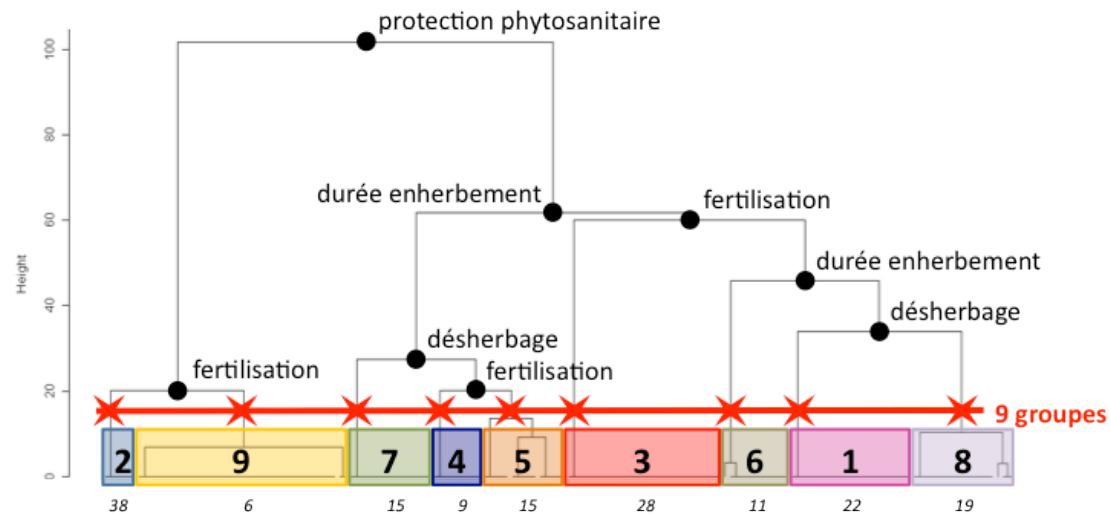 protection phytosanitaire
100
80
durée enherbement
fertilisation
60
Height
durée enherbement
40
désherbage
désherbage
fertilisation
fertilisation
20
9 groupes
2 9 7 4 5 3 6 1 8
0
38 6 15 9 15 28 11 22 19